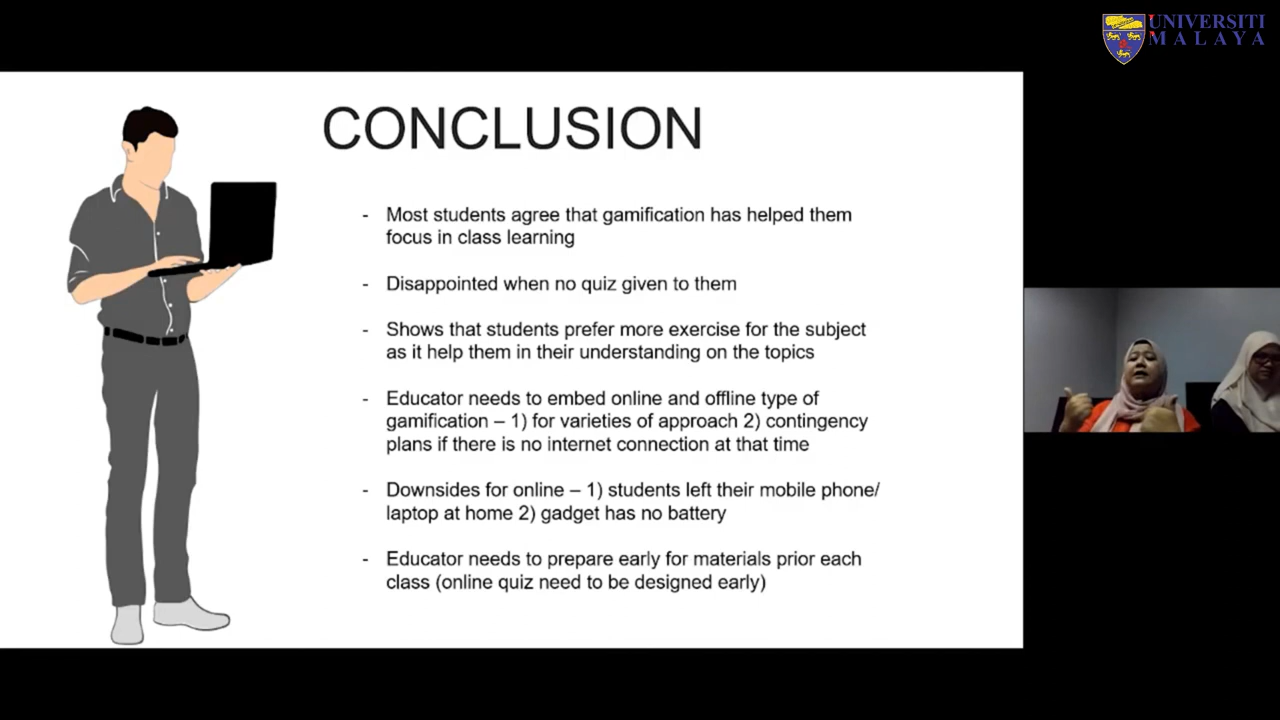 UNIVERSITI
MALAYA
CONCLUSION
- Most students agree that gamification has helped them
focus in class learning
- Disappointed when no quiz given to them
- Shows that students prefer more exercise for the subject
as it help them in their understanding on the topics
- Educator needs to embed online and offline type of
gamification – 1) for varieties of approach 2) contingency
plans if there is no internet connection at that time
- Downsides for online – 1) students left their mobile phone/
laptop at home 2) gadget has no battery
- Educator needs to prepare early for materials prior each
class (online quiz need to be designed early)